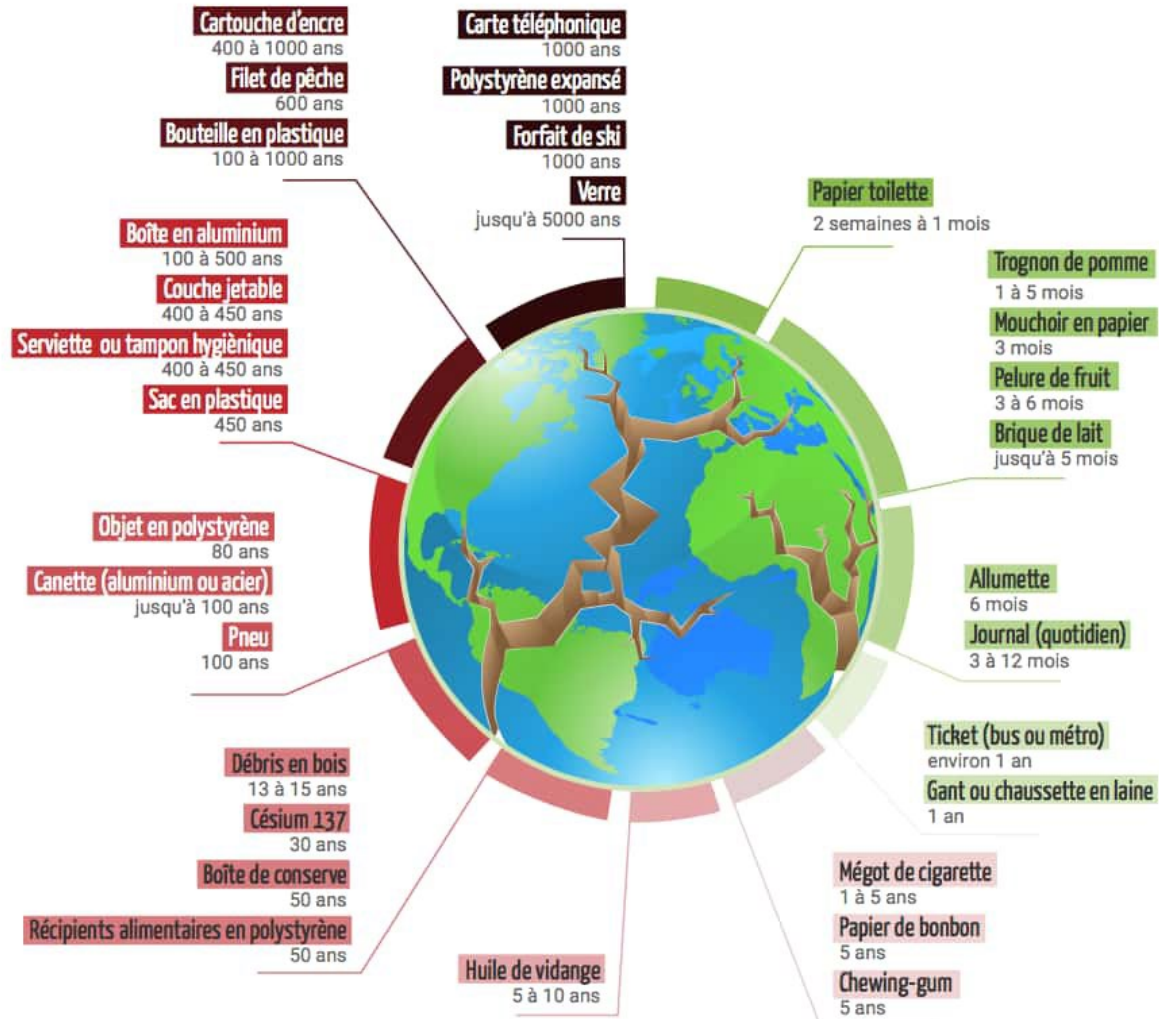 Cartouche d'encre
400 à 1000 ans
Filet de pêche
600 ans
Bouteille en plastique
100 à 1000 ans
Carte téléphonique
1000 ans
Polystyrène expansé
1000 ans
Forfait de ski
1000 ans
Verre
jusqu'à 5000 ans
Papier toilette
2 semaines à 1 mois
Trognon de pomme
1 à 5 mois
Mouchoir en papier
3 mois
Pelure de fruit
3 à 6 mois
Brique de lait
jusqu'à 5 mois
Boîte en aluminium
100 à 500 ans
Couche jetable
400 à 450 ans
Serviette ou tampon hygiènique
400 à 450 ans
Sac en plastique
450 ans
Objet en polystyrène
80 ans
Canette (aluminium ou acier)
jusqu'à 100 ans
Pneu
100 ans
Allumette
6 mois
Journal (quotidien)
3 à 12 mois
Ticket (bus ou métro)
environ 1 an
Gant ou chaussette en laine
1 an
Débris en bois
13 à 15 ans
Césium 137
30 ans
Boîte de conserve
50 ans
Récipients alimentaires en polystyrène
50 ans
Huile de vidange
5 à 10 ans
Mégot de cigarette
1 à 5 ans
Papier de bonbon
5 ans
Chewing-gum
5 ans